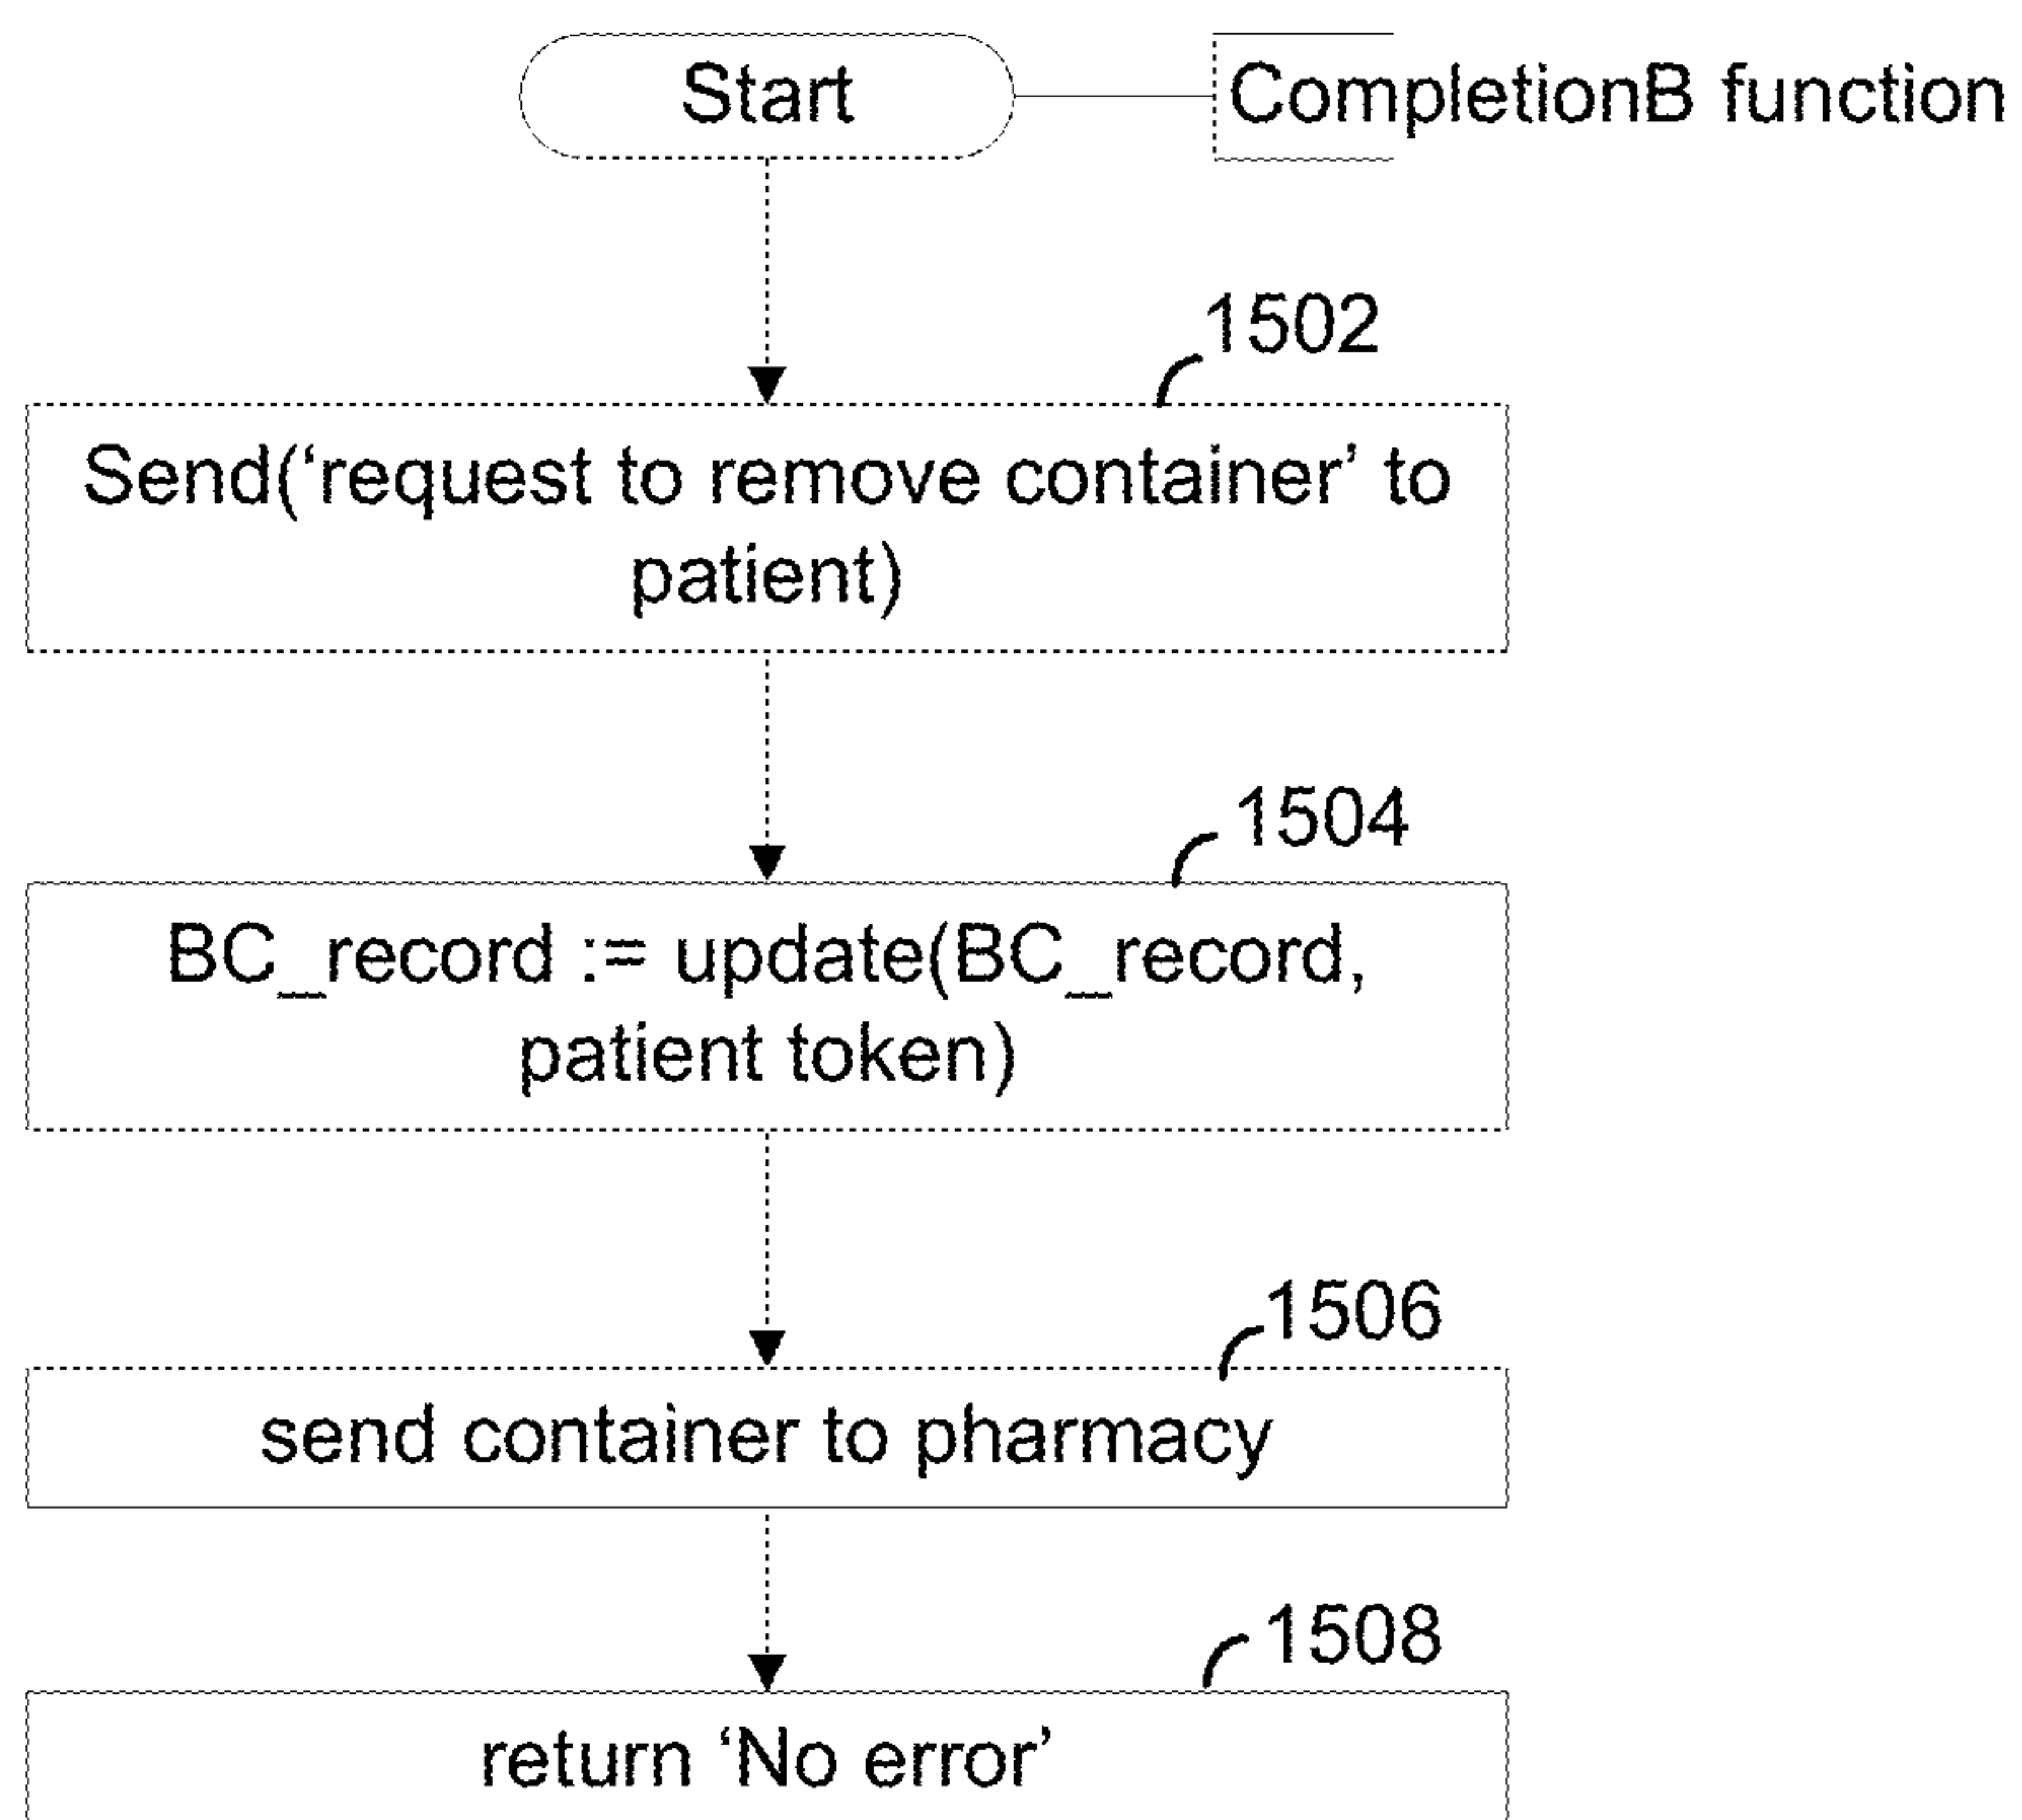 Start
CompletionB function
1502
Send(‘request to remove container’ to
patient)
1504
BC_record := update(BC_record,
patient token)
1506
send container to pharmacy
1508
return ‘No error’